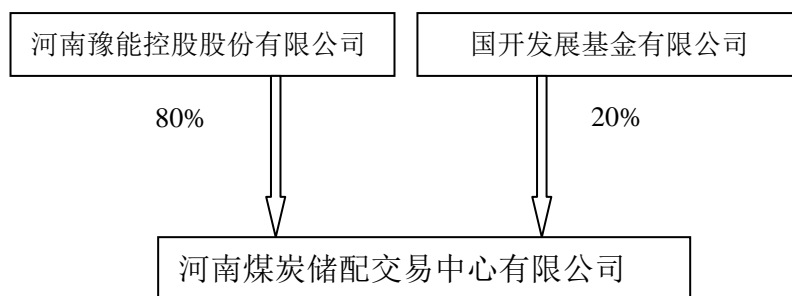 河南豫能控股股份有限公司
国开发展基金有限公司
80%
20%
河南煤炭储配交易中心有限公司